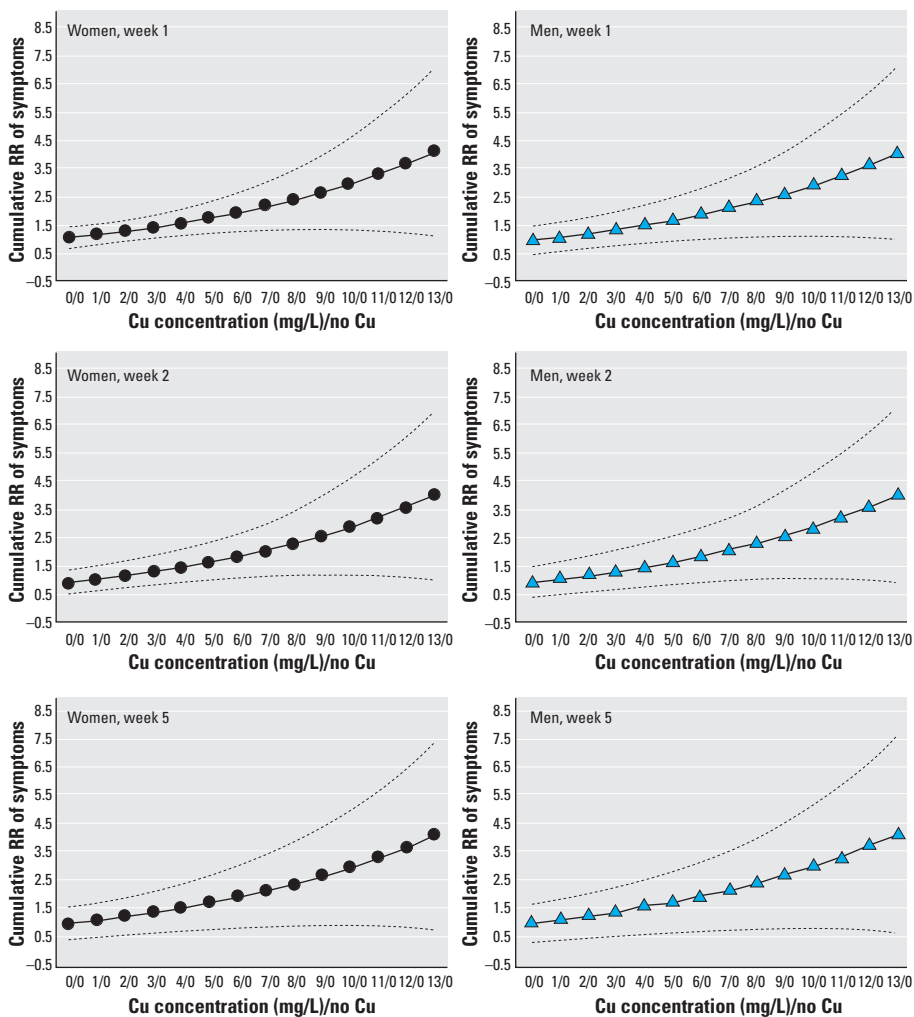 Women, week 1
Cumulative RR of symptoms
8.5
7.5
6.5
5.5
4.5
3.5
2.5
1.5
0.5
–0.5
0/0 1/0 2/0 3/0 4/0 5/0 6/0 7/0 8/0 9/0 10/0 11/0 12/0 13/0
Cu concentration (mg/L)/no Cu
Men, week 1
Cumulative RR of symptoms
8.5
7.5
6.5
5.5
4.5
3.5
2.5
1.5
0.5
–0.5
0/0 1/0 2/0 3/0 4/0 5/0 6/0 7/0 8/0 9/0 10/0 11/0 12/0 13/0
Cu concentration (mg/L)/no Cu
Women, week 2
Cumulative RR of symptoms
8.5
7.5
6.5
5.5
4.5
3.5
2.5
1.5
0.5
–0.5
0/0 1/0 2/0 3/0 4/0 5/0 6/0 7/0 8/0 9/0 10/0 11/0 12/0 13/0
Cu concentration (mg/L)/no Cu
Men, week 2
Cumulative RR of symptoms
8.5
7.5
6.5
5.5
4.5
3.5
2.5
1.5
0.5
–0.5
0/0 1/0 2/0 3/0 4/0 5/0 6/0 7/0 8/0 9/0 10/0 11/0 12/0 13/0
Cu concentration (mg/L)/no Cu
Women, week 5
Cumulative RR of symptoms
8.5
7.5
6.5
5.5
4.5
3.5
2.5
1.5
0.5
–0.5
0/0 1/0 2/0 3/0 4/0 5/0 6/0 7/0 8/0 9/0 10/0 11/0 12/0 13/0
Cu concentration (mg/L)/no Cu
Men, week 5
Cumulative RR of symptoms
8.5
7.5
6.5
5.5
4.5
3.5
2.5
1.5
0.5
–0.5
0/0 1/0 2/0 3/0 4/0 5/0 6/0 7/0 8/0 9/0 10/0 11/0 12/0 13/0
Cu concentration (mg/L)/no Cu